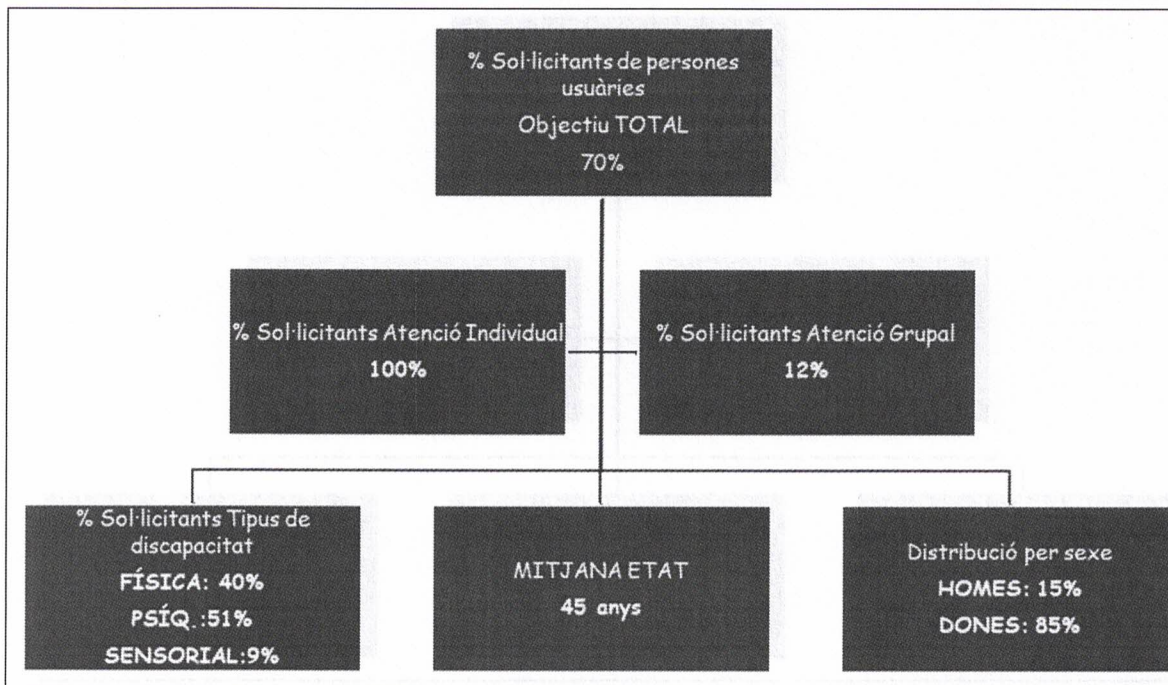 % Sol·licitants de persones
usuàries
Objectiu TOTAL
70%
% Sol·licitants Atenció Individual
100%
% Sol·licitants Atenció Grupal
12%
% Sol·licitants Tipus de
discapacitat
FÍSICA: 40%
PSÍQ.:51%
SENSORIAL:9%
MITJANA ETAT
45 anys
Distribució per sexe
HOMES: 15%
DONES: 85%